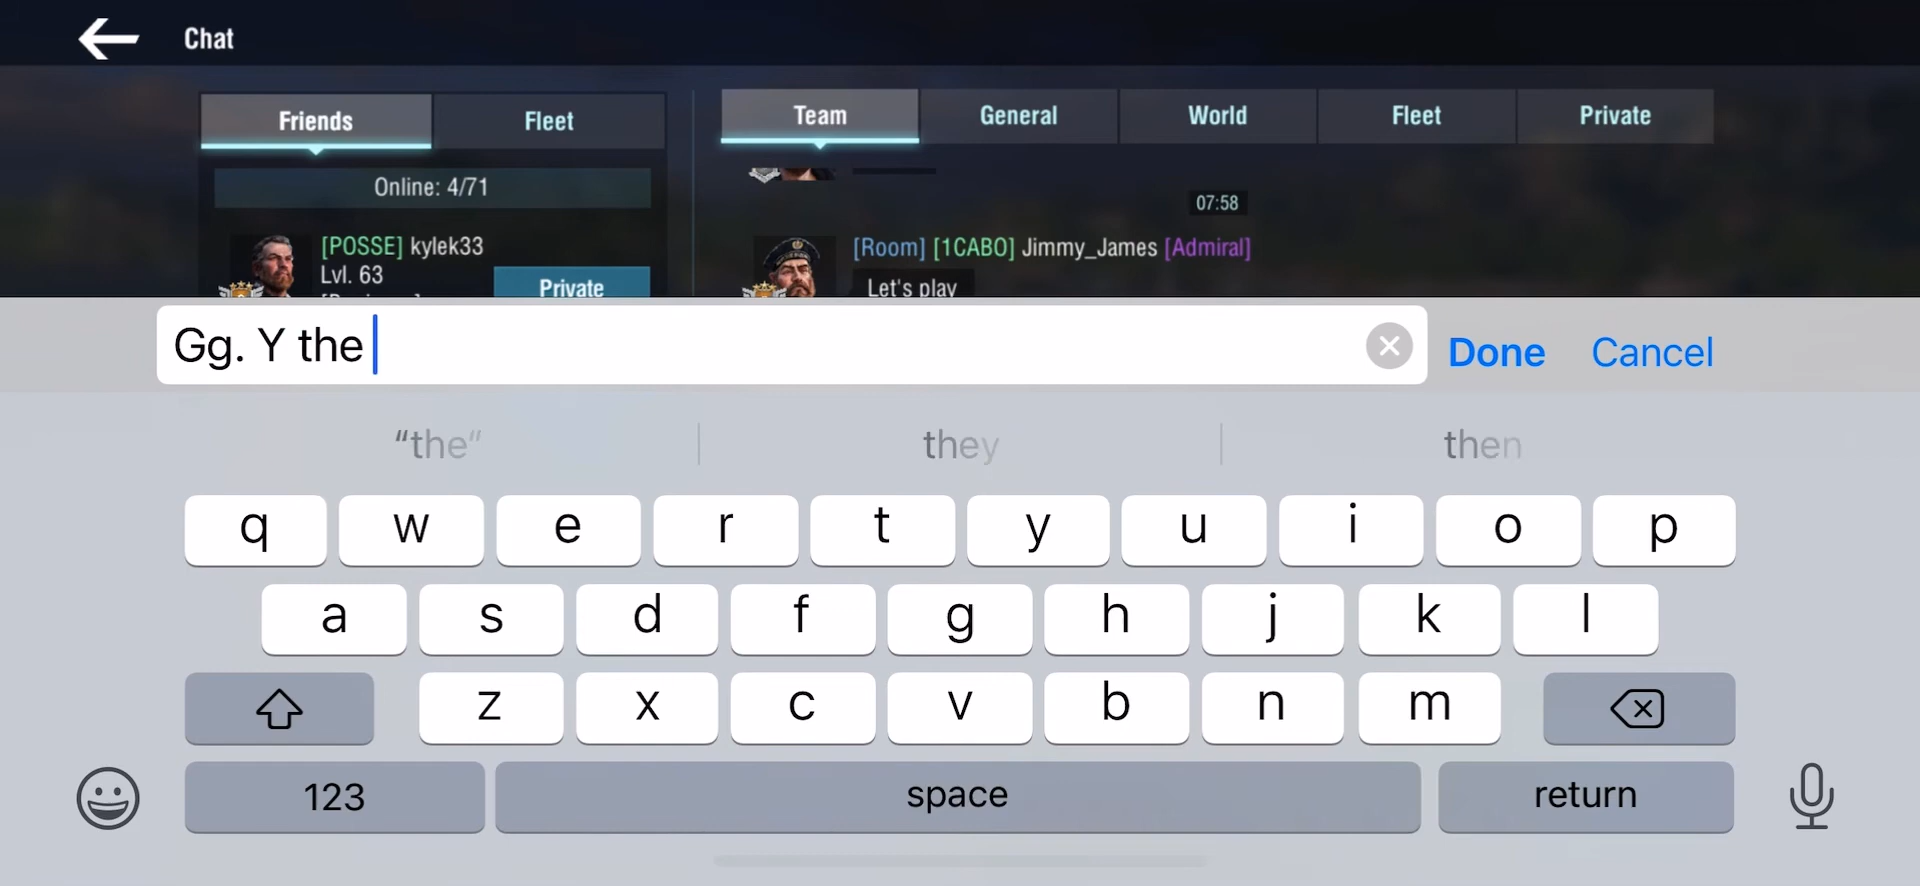 Chat
Friends
Fleet
Team
General
World
Fleet
Private
Online: 4/71
07:58
[POSSE] kylek33
Lvl. 63
Private
[Room] [1CABO] Jimmy_James [Admiral]
Let's play
Gg. Y the
Done
Cancel
“the”
they
then
q w e r t y u i o p
a s d f g h j k l
z x c v b n m
123
space
return